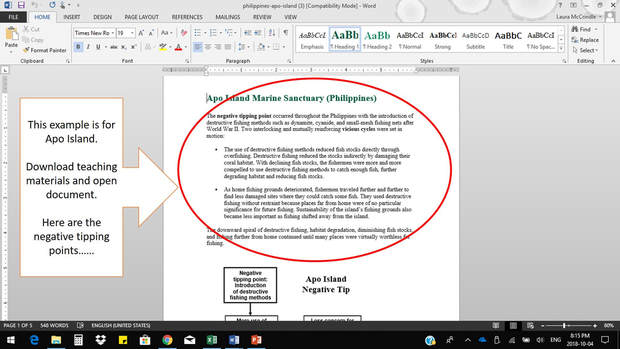 philippines-apo-island (3) [Compatibility Mode] - Word
Laura McConville
FILE HOME INSERT DESIGN PAGE LAYOUT REFERENCES MAILINGS REVIEW VIEW
Cut
Copy
Format Painter
Paste
Clipboard
Times New Ro 19
Font
Paragraph
AaBbCcI AaBb AaBbCcI AaBbCcI AaBbCcD AaBbC AaBbCcI
Emphasis ¶ Heading 1 ¶ Normal Strong Subtitle Title ¶ No Spac...
Styles
Find
Replace
Select
Editing
This example is for
Apo Island.
Download teaching
materials and open
document.
Here are the
negative tipping
points……
Apo Island Marine Sanctuary (Philippines)
The negative tipping point occurred throughout the Philippines with the introduction of
destructive fishing methods such as dynamite, cyanide, and small-mesh fishing nets after
World War II. Two interlocking and mutually reinforcing vicious cycles were set in
motion:
• The use of destructive fishing methods reduced fish stocks directly through
overfishing. Destructive fishing reduced the stocks indirectly by damaging their
coral habitat. With declining fish stocks, the fishermen were more and more
compelled to use destructive fishing methods to catch enough fish, further
degrading habitat and reducing fish stocks.
• As home fishing grounds deteriorated, fishermen traveled further and further to
find less damaged sites where they could catch some fish. They used destructive
fishing without restraint because places far from home were of no particular
significance for future fishing. Sustainability of the island's fishing grounds also
became less important as fishing shifted away from the island.
The downward spiral of destructive fishing, habitat degradation, diminishing fish stocks,
and fishing further from home continued until many places were virtually worthless for
fishing.
Negative
tipping point:
Introduction
of destructive
fishing methods
Apo Island
Negative Tip
More use of
Less concern for
PAGE 1 OF 5 548 WORDS ENGLISH (UNITED STATES)
80%
ENG
8:15 PM
2018-10-04